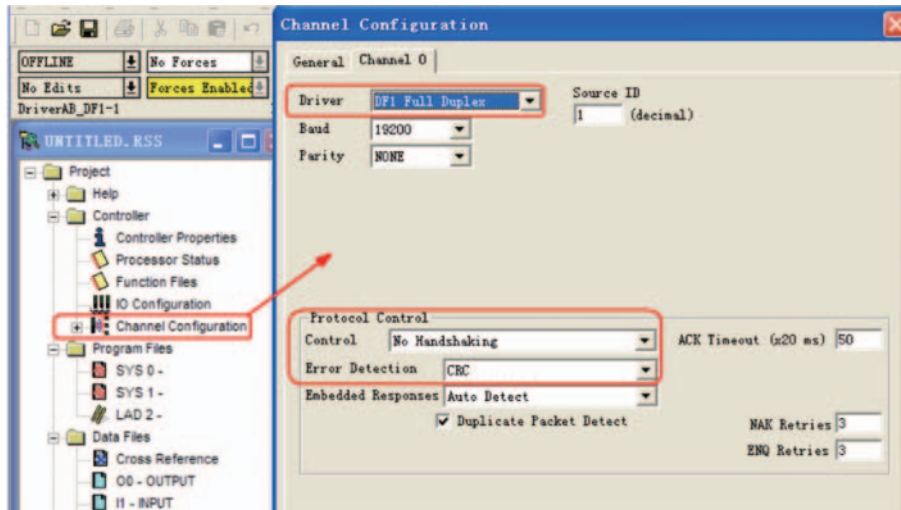 Channel Configuration
OFFLINE
No Forces
No Edits
Forces Enabled
DriverAB_DF1-1
UNTITLED.RSS
Project
Help
Controller
Controller Properties
Processor Status
Function Files
IO Configuration
Channel Configuration
Program Files
SYS 0 -
SYS 1 -
LAD 2 -
Data Files
Cross Reference
O0 - OUTPUT
I1 - INPUT
General
Channel 0
Driver
DF1 Full Duplex
Source ID
1
(decimal)
Baud
19200
Parity
NONE
Protocol Control
Control
No Handshaking
ACK Timeout (x20 ms)
50
Error Detection
CRC
Embedded Responses
Auto Detect
Duplicate Packet Detect
NAK Retries
3
ENQ Retries
3